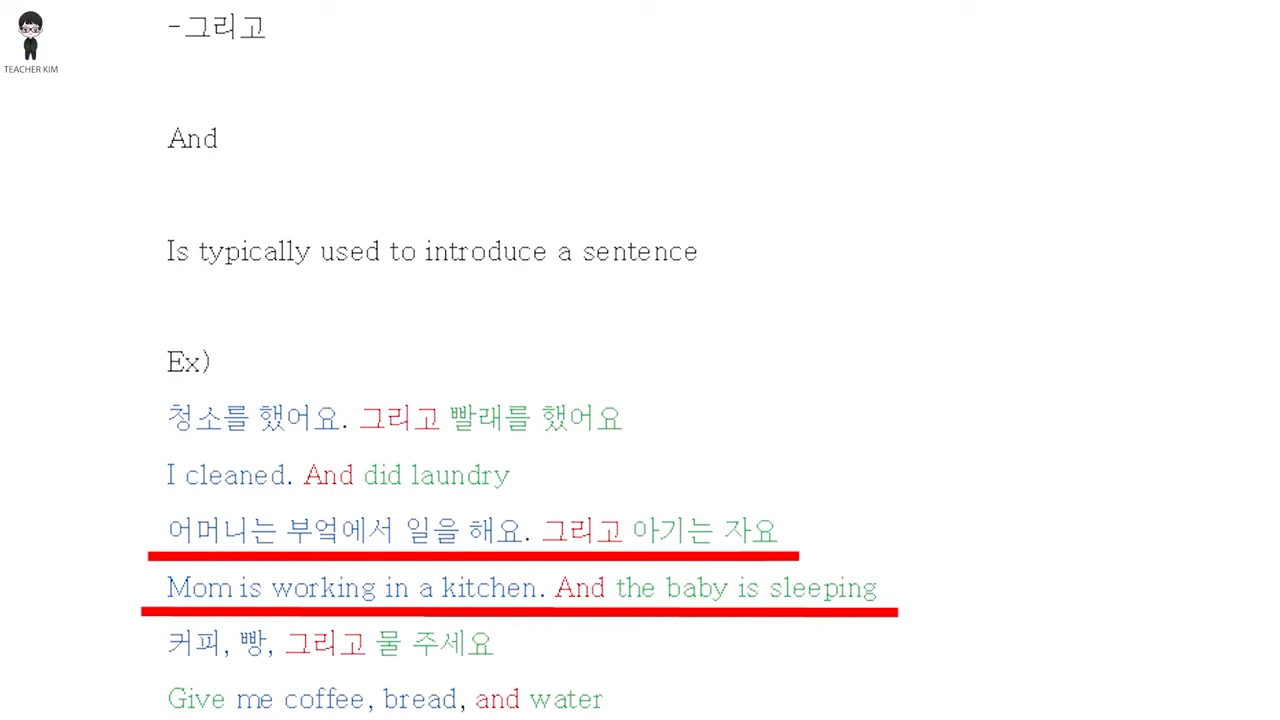 TEACHER KIM
-그리고
And
Is typically used to introduce a sentence
Ex)
청소를 했어요. 그리고 빨래를 했어요
I cleaned. And did laundry
어머니는 부엌에서 일을 해요. 그리고 아기는 자요
Mom is working in a kitchen. And the baby is sleeping
커피, 빵, 그리고 물 주세요
Give me coffee, bread, and water